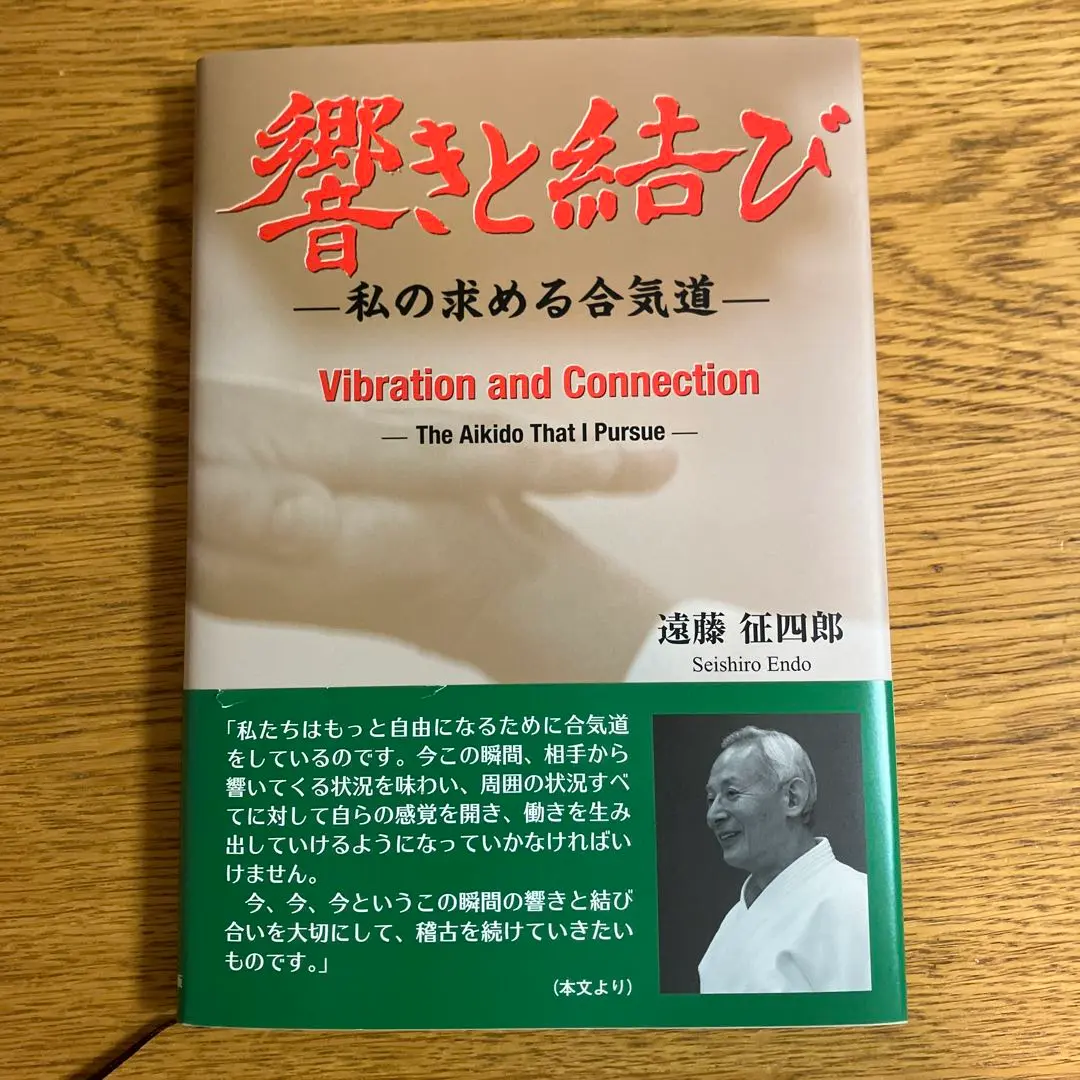 響きと結び
―私の求める合気道―
Vibration and Connection
― The Aikido That I Pursue ―
遠藤 征四郎
Seishiro Endo
「私たちはもっと自由になるために合気道
をしているのです。今この瞬間、相手から
響いてくる状況を味わい、周囲の状況すべ
てに対して自らの感覚を開き、働きを生み
出していけるようになっていかなければい
けません。
　今、今、今というこの瞬間の響きと結び
合いを大切にして、稽古を続けていきたい
ものです。」
（本文より）